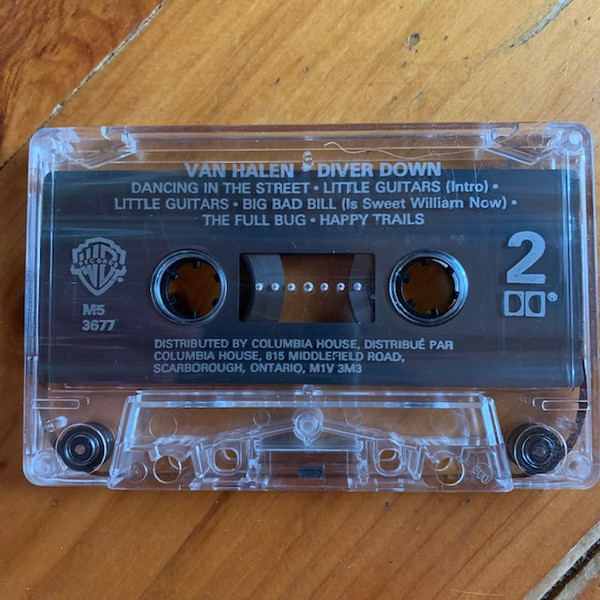 VAN HALEN • DIVER DOWN
DANCING IN THE STREET • LITTLE GUITARS (Intro) •
LITTLE GUITARS • BIG BAD BILL (Is Sweet William Now) •
THE FULL BUG • HAPPY TRAILS
WB
RECORDS
2
®
M5
3677
DISTRIBUTED BY COLUMBIA HOUSE, DISTRIBUÉ PAR
COLUMBIA HOUSE, 815 MIDDLEFIELD ROAD,
SCARBOROUGH, ONTARIO, M1V 3M3